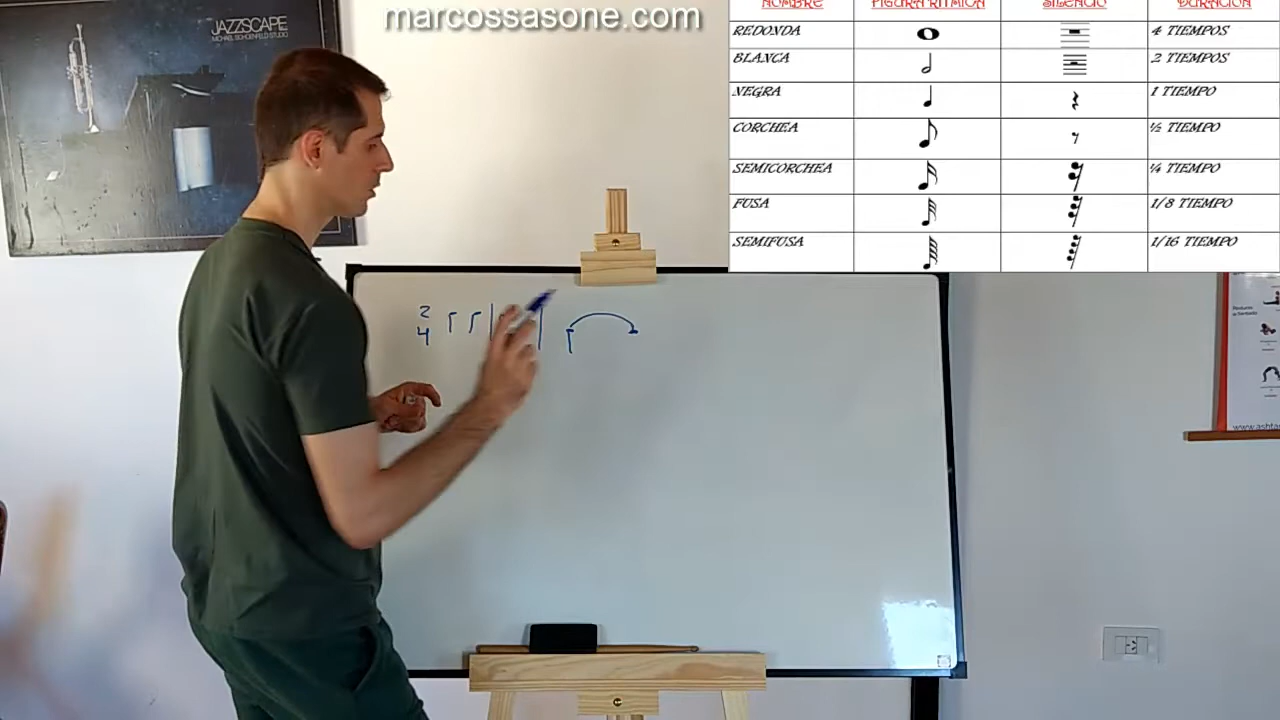 marcossasone.com
JAZZSCAPE
NOMBRE FIGURA RITMICA SILENCIO DURACION
REDONDA 4 TIEMPOS
BLANCA 2 TIEMPOS
NEGRA 1 TIEMPO
CORCHEA ½ TIEMPO
SEMICORCHEA ¼ TIEMPO
FUSA 1/8 TIEMPO
SEMIFUSA 1/16 TIEMPO
2
4